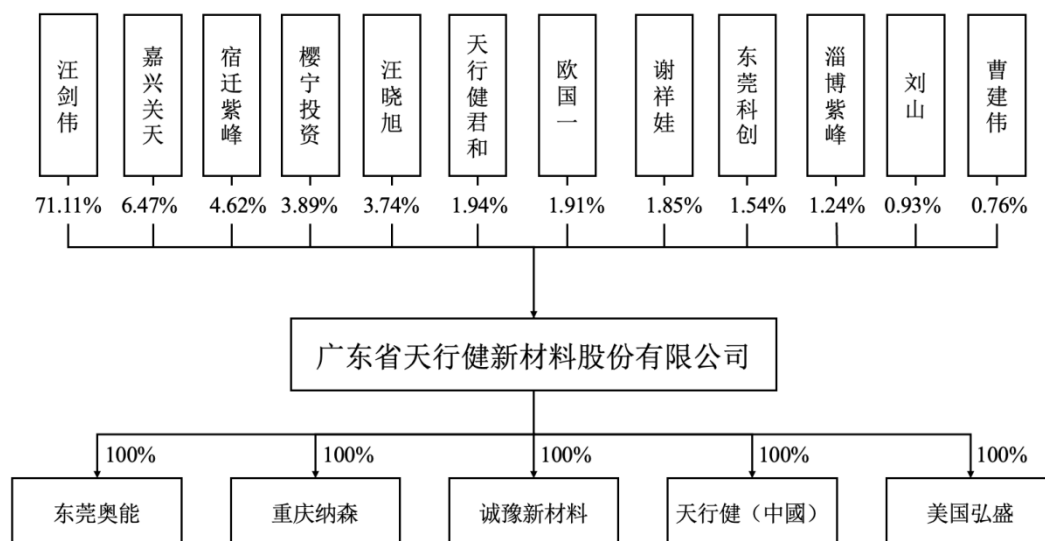 汪剑伟
嘉兴关天
宿迁紫峰
樱宁投资
汪晓旭
天行健君和
欧国一
谢祥娃
东莞科创
淄博紫峰
刘山
曹建伟
71.11%
6.47%
4.62%
3.89%
3.74%
1.94%
1.91%
1.85%
1.54%
1.24%
0.93%
0.76%
广东省天行健新材料股份有限公司
100%
100%
100%
100%
100%
东莞奥能
重庆纳森
诚豫新材料
天行健（中國）
美国弘盛